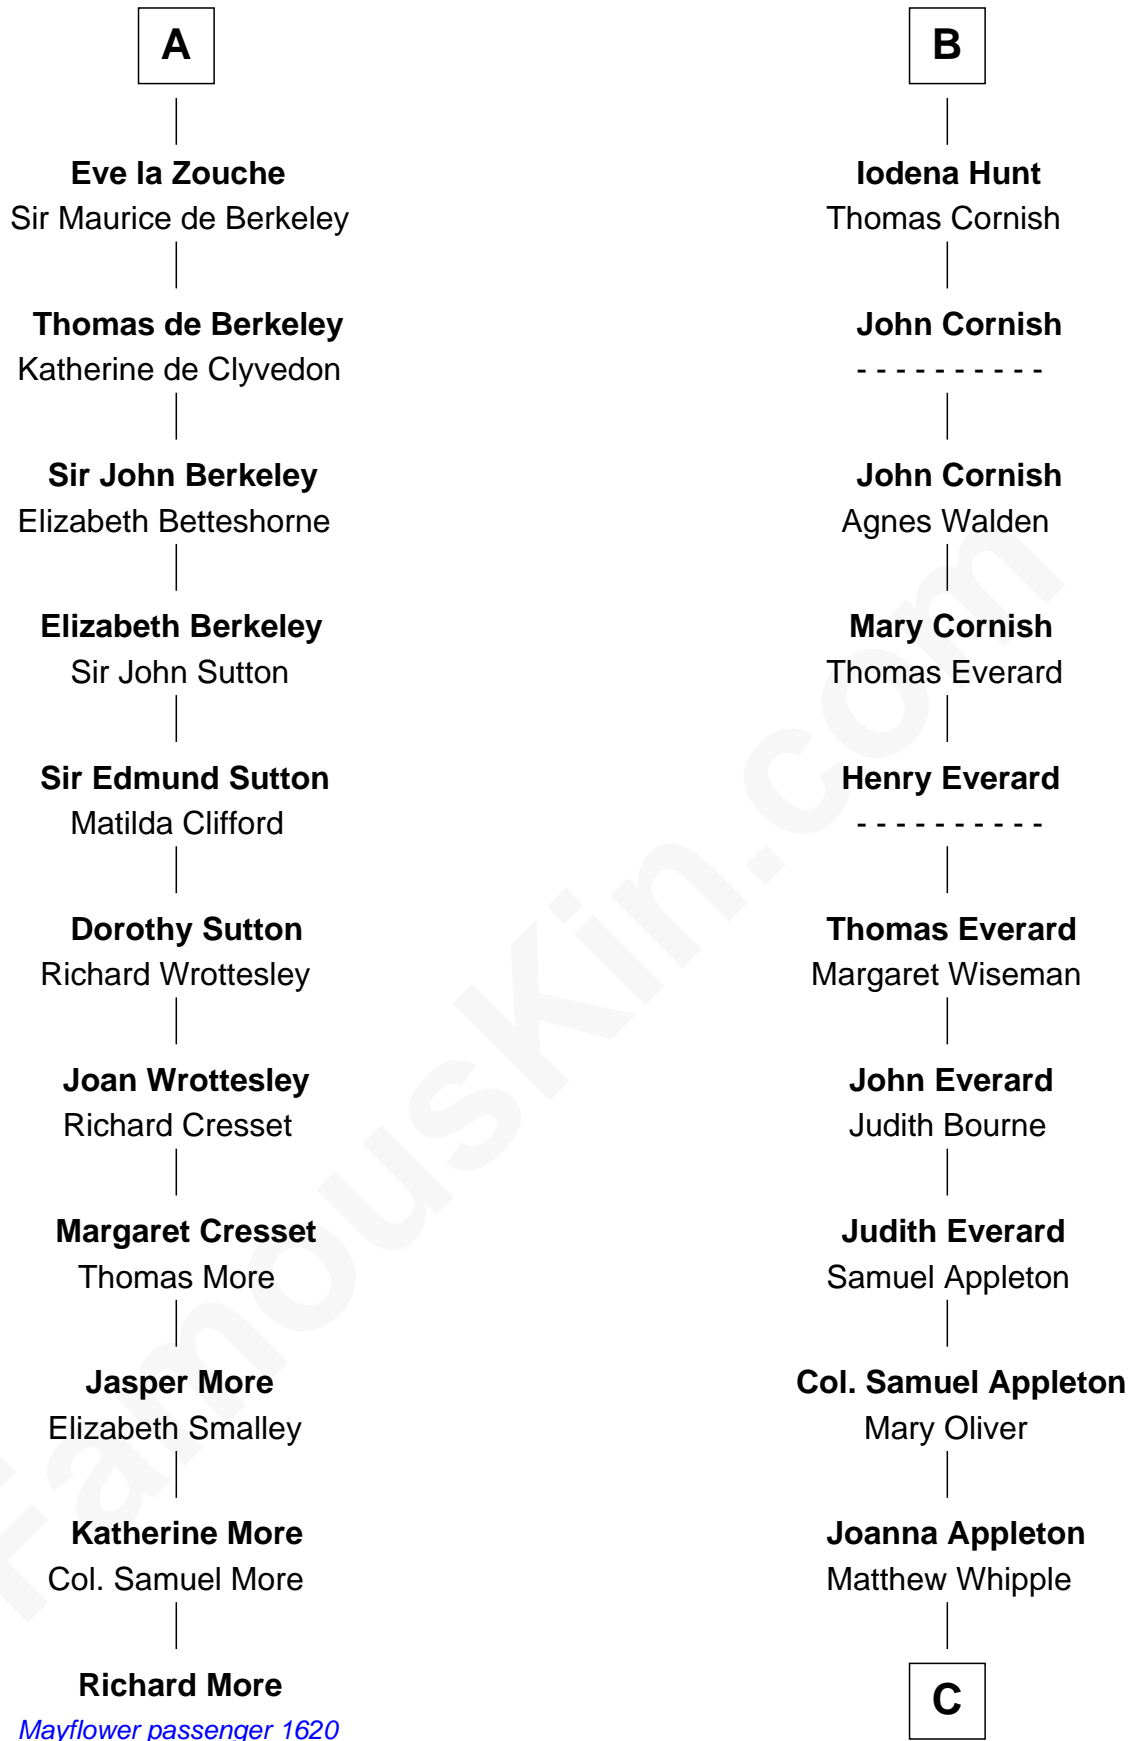 A
Eve la Zouche
Sir Maurice de Berkeley
Thomas de Berkeley
Katherine de Clyvedon
Sir John Berkeley
Elizabeth Betteshorne
Elizabeth Berkeley
Sir John Sutton
Sir Edmund Sutton
Matilda Clifford
Dorothy Sutton
Richard Wrottesley
Joan Wrottesley
Richard Cresset
Margaret Cresset
Thomas More
Jasper More
Elizabeth Smalley
Katherine More
Col. Samuel More
Richard More
Mayflower passenger 1620
B
Iodena Hunt
Thomas Cornish
John Cornish
- - - - - - - - - -
John Cornish
Agnes Walden
Mary Cornish
Thomas Everard
Henry Everard
- - - - - - - - - -
Thomas Everard
Margaret Wiseman
John Everard
Judith Bourne
Judith Everard
Samuel Appleton
Col. Samuel Appleton
Mary Oliver
Joanna Appleton
Matthew Whipple
C
FamousKin.com